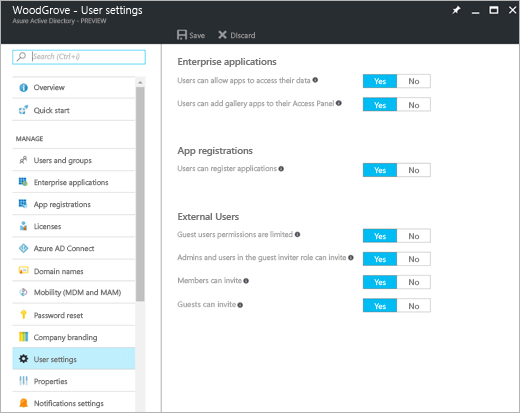 WoodGrove - User settings
Asure Active Directory - PREVIEW
Save Discard
Search (Ctrl+i)
Overview
Quick start
MANAGE
Users and groups
Enterprise applications
App registrations
Licenses
Azure AD Connect
Domain names
Mobility (MDM and MAM)
Password reset
Company branding
User settings
Properties
Notifications settings
Enterprise applications
Users can allow apps to access their data Yes No
Users can add gallery apps to their Access Panel Yes No
App registrations
Users can register applications Yes No
External Users
Guest users permissions are limited Yes No
Admins and users in the guest inviter role can invite Yes No
Members can invite Yes No
Guests can invite Yes No